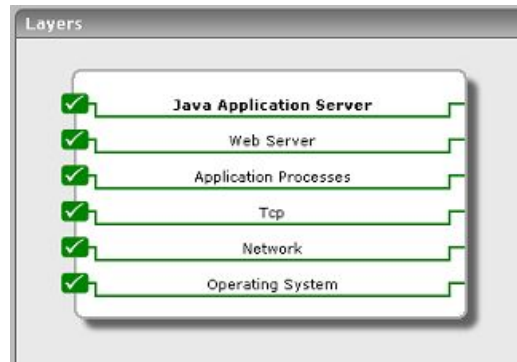 Layers
Java Application Server
Web Server
Application Processes
Tcp
Network
Operating System